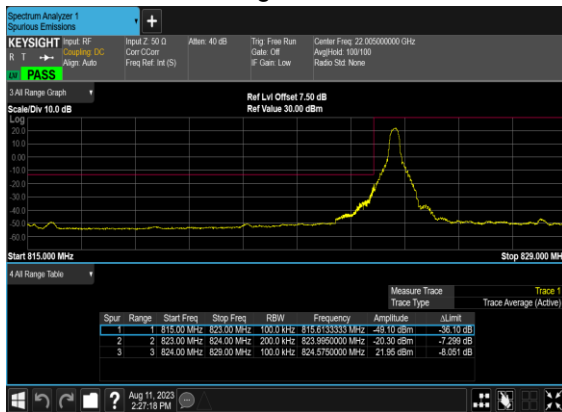 Spectrum Analyzer 1
Spurious Emissions
KEYSIGHT Input: RF Input Z: 50 Ω Atten: 40 dB Trig: Free Run Center Freq: 22.005000000 GHz
R T Coupling: DC Corr CCorr Gate: Off Avg|Hold: 100/100
Align: Auto Freq Ref: Int (S) IF Gain: Low Radio Std: None
PASS
3 All Range Graph
Ref Lvl Offset 7.50 dB
Scale/Div 10.0 dB Ref Value 30.00 dBm
Log
20.0
10.0
0.00
-10.0
-20.0
-30.0
-40.0
-50.0
-60.0
Start 815.000 MHz Stop 829.000 MH
4 All Range Table
Measure Trace Trace 1
Trace Type Trace Average (Active)
Spur Range Start Freq Stop Freq RBW Frequency Amplitude ΔLimit
1 1 815.00 MHz 823.00 MHz 100.0 kHz 815.6133333 MHz -49.10 dBm -36.10 dB
2 2 823.00 MHz 824.00 MHz 200.0 kHz 823.9950000 MHz -20.30 dBm -7.299 dB
3 3 824.00 MHz 829.00 MHz 100.0 kHz 824.5750000 MHz 21.95 dBm -8.051 dB
? Aug 11, 2023
2:27:18 PM